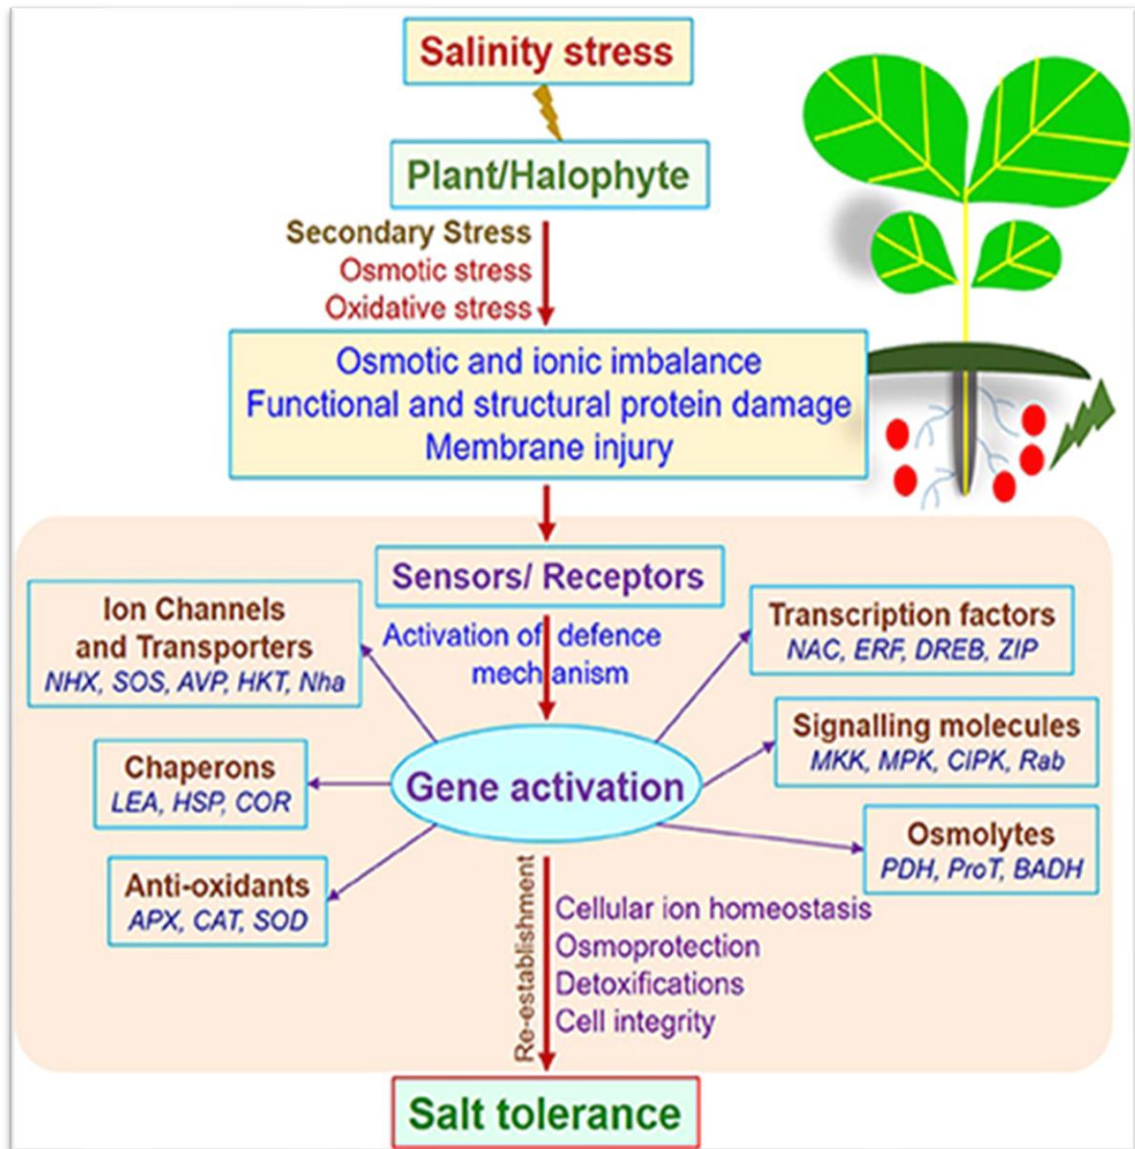 Salinity stress
Plant/Halophyte
Secondary Stress
Osmotic stress
Oxidative stress
Osmotic and ionic imbalance
Functional and structural protein damage
Membrane injury
Sensors/ Receptors
Activation of defence
mechanism
Ion Channels
and Transporters
NHX, SOS, AVP, HKT, Nha
Transcription factors
NAC, ERF, DREB, ZIP
Chaperons
LEA, HSP, COR
Gene activation
Signalling molecules
MKK, MPK, CIPK, Rab
Anti-oxidants
APX, CAT, SOD
Osmolytes
PDH, ProT, BADH
Re-establishment
Cellular ion homeostasis
Osmoprotection
Detoxifications
Cell integrity
Salt tolerance